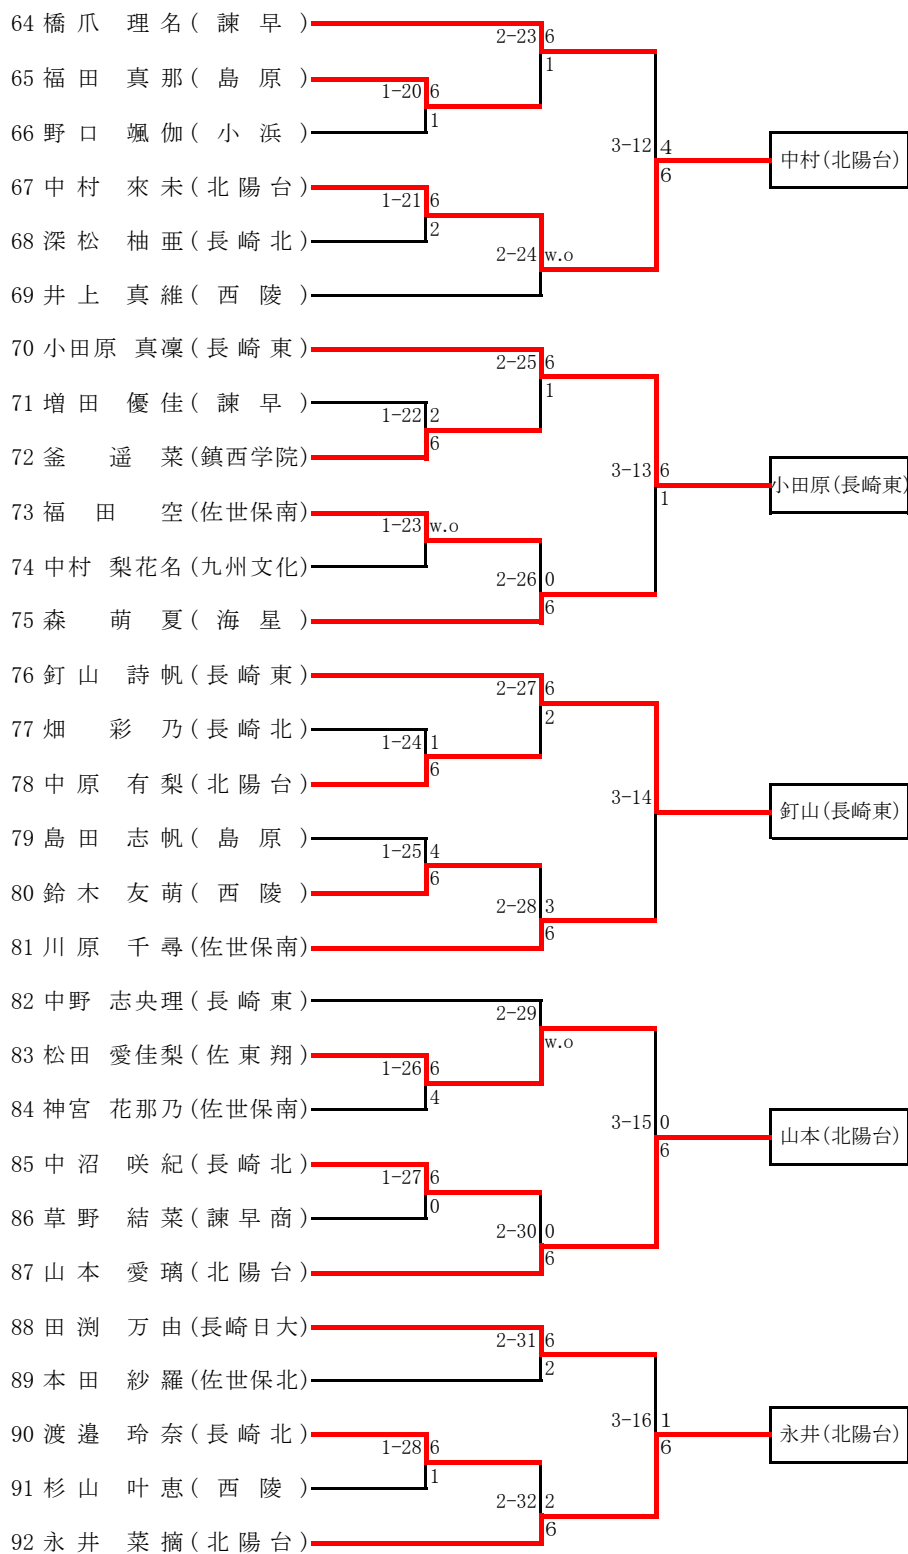 64 橋爪 理名(諫早)
2-23 6
1
65 福田 真那(島原)
1-20 6
1
66 野口 颯伽(小浜)
3-12 4
6
中村(北陽台)
67 中村 來未(北陽台)
1-21 6
2
68 深松 柚亜(長崎北)
2-24 w.o
69 井上 真維(西陵)
70 小田原 真凜(長崎東)
2-25 6
1
71 増田 優佳(諫早)
1-22 2
6
72 釜 遥菜(鎮西学院)
3-13 6
1
小田原(長崎東)
73 福田 空(佐世保南)
1-23 w.o
74 中村 梨花名(九州文化)
2-26 0
6
75 森 萌夏(海星)
76 釘山 詩帆(長崎東)
2-27 6
2
77 畑 彩乃(長崎北)
1-24 1
6
78 中原 有梨(北陽台)
3-14
釘山(長崎東)
79 島田 志帆(島原)
1-25 4
6
80 鈴木 友萌(西陵)
2-28 3
6
81 川原 千尋(佐世保南)
82 中野 志央理(長崎東)
2-29
w.o
83 松田 愛佳梨(佐東翔)
1-26 6
4
84 神宮 花那乃(佐世保南)
3-15 0
6
山本(北陽台)
85 中沼 咲紀(長崎北)
1-27 6
0
86 草野 結菜(諫早商)
2-30 0
6
87 山本 愛璃(北陽台)
88 田渕 万由(長崎日大)
2-31 6
2
89 本田 紗羅(佐世保北)
3-16 1
6
永井(北陽台)
90 渡邉 玲奈(長崎北)
1-28 6
1
91 杉山 叶恵(西陵)
2-32 2
6
92 永井 菜摘(北陽台)